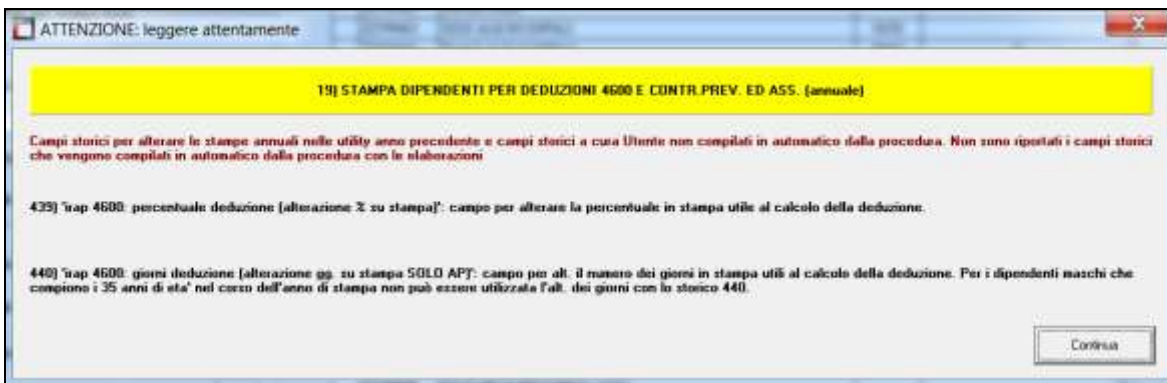 ATTENZIONE: leggere attentamente
19) STAMPA DIPENDENTI PER DEDUZIONI 4600 E CONTR.PREV. ED ASS. (annuale)
Campi storici per alterare le stampe annuali nelle utility anno precedente e campi storici a cura Utente non compilati in automatico dalla procedura. Non sono riportati i campi storici
che vengono compilati in automatico dalla procedura con le elaborazioni
439) 'irap 4600: percentuale deduzione (alterazione % su stampa)': campo per alterare la percentuale in stampa utile al calcolo della deduzione.
440) 'irap 4600: giorni deduzione (alterazione gg. su stampa SOLO AP)': campo per alt. il numero dei giorni in stampa utili al calcolo della deduzione. Per i dipendenti maschi che
compiono i 35 anni di eta' nel corso dell'anno di stampa non può essere utilizzata l'alt. dei giorni con lo storico 440.
Continua